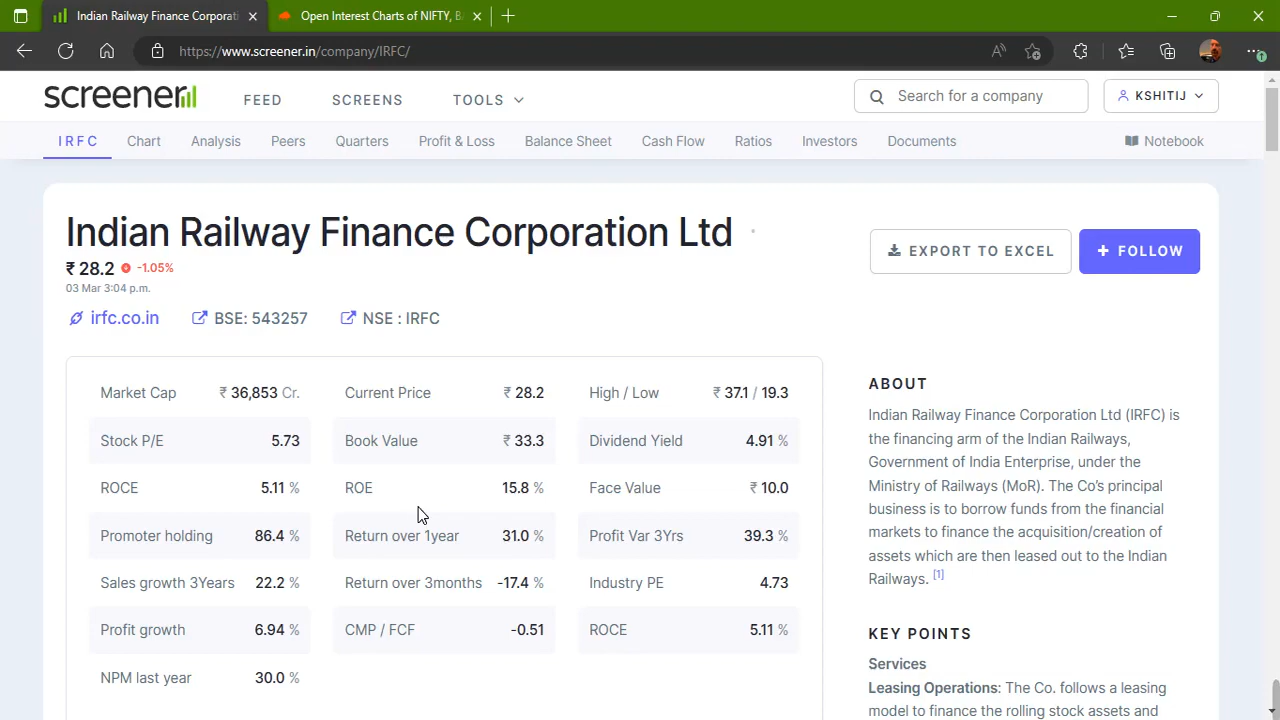 Indian Railway Finance Corporati
Open Interest Charts of NIFTY, B
https://www.screener.in/company/IRFC/
screener
FEED
SCREENS
TOOLS
Search for a company
KSHITIJ
IRFC
Chart
Analysis
Peers
Quarters
Profit & Loss
Balance Sheet
Cash Flow
Ratios
Investors
Documents
Notebook
Indian Railway Finance Corporation Ltd
₹ 28.2 -1.05%
03 Mar 3:04 p.m.
EXPORT TO EXCEL
+ FOLLOW
irfc.co.in
BSE: 543257
NSE : IRFC
Market Cap ₹ 36,853 Cr.
Current Price ₹ 28.2
High / Low ₹ 37.1 / 19.3
Stock P/E 5.73
Book Value ₹ 33.3
Dividend Yield 4.91 %
ROCE 5.11 %
ROE 15.8 %
Face Value ₹ 10.0
Promoter holding 86.4 %
Return over 1year 31.0 %
Profit Var 3Yrs 39.3 %
Sales growth 3Years 22.2 %
Return over 3months -17.4 %
Industry PE 4.73
Profit growth 6.94 %
CMP / FCF -0.51
ROCE 5.11 %
NPM last year 30.0 %
ABOUT
Indian Railway Finance Corporation Ltd (IRFC) is
the financing arm of the Indian Railways,
Government of India Enterprise, under the
Ministry of Railways (MoR). The Co's principal
business is to borrow funds from the financial
markets to finance the acquisition/creation of
assets which are then leased out to the Indian
Railways. [1]
KEY POINTS
Services
Leasing Operations: The Co. follows a leasing
model to finance the rolling stock assets and